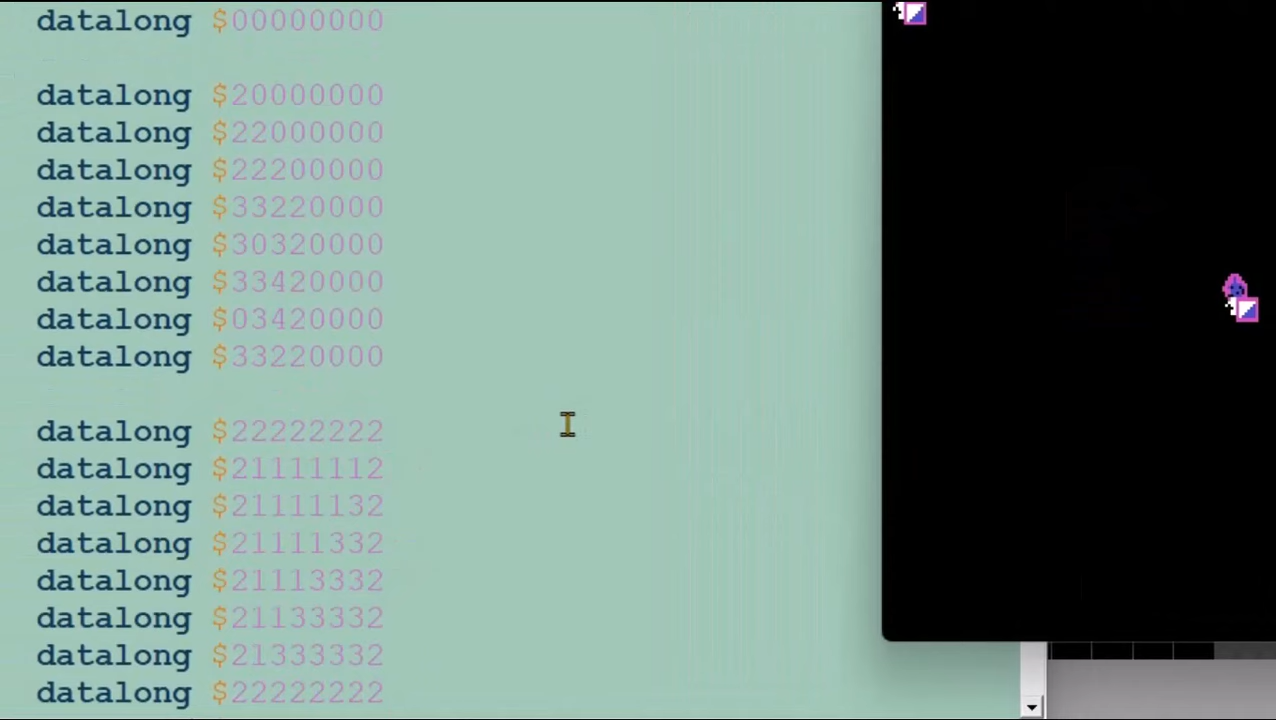 datalong $00000000
datalong $20000000
datalong $22000000
datalong $22200000
datalong $33220000
datalong $30320000
datalong $33420000
datalong $03420000
datalong $33220000
datalong $22222222
datalong $21111112
datalong $21111132
datalong $21111332
datalong $21113332
datalong $21133332
datalong $21333332
datalong $22222222